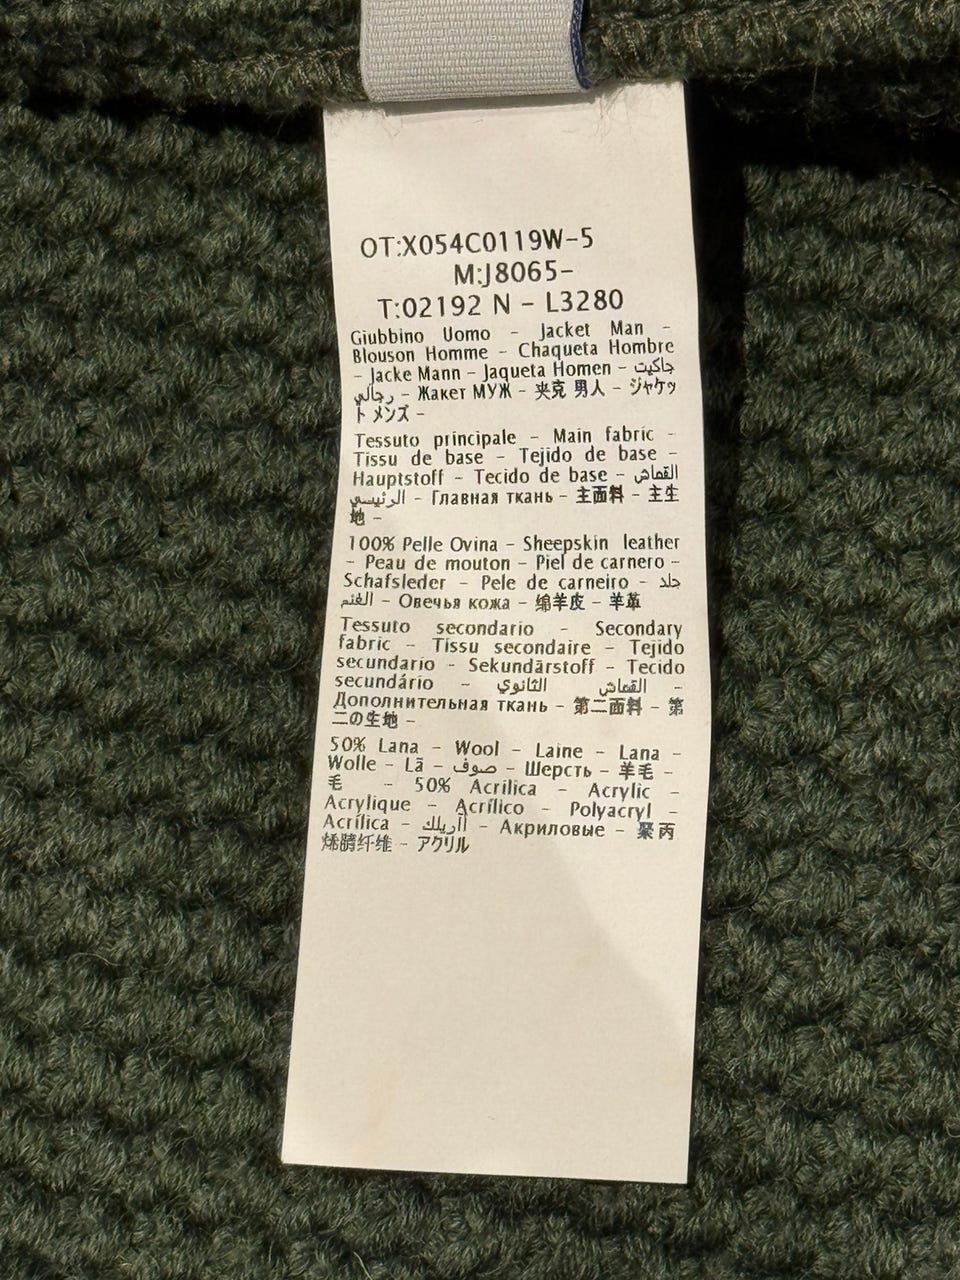 OT:X054C0119W-5
M:J8065-
T:02192 N - L3280
Giubbino Uomo - Jacket Man -
Blouson Homme - Chaqueta Hombre
- Jacke Mann - Jaqueta Homen - جاكيت
رجالي - Жакет МУЖ - 夹克 男人 - ジャケッ
ト メンズ -
Tessuto principale - Main fabric -
Tissu de base - Tejido de base -
Hauptstoff - Tecido de base - القماش
الرئيسي - Главная ткань - 主面料 - 主生
地 -
100% Pelle Ovina - Sheepskin leather
- Peau de mouton - Piel de carnero -
Schafsleder - Pele de carneiro - جلد
الغنم - Овечья кожа - 绵羊皮 - 羊革
Tessuto secondario - Secondary
fabric - Tissu secondaire - Tejido
secundario - Sekundärstoff - Tecido
secundário - القماش الثانوي -
Дополнительная ткань - 第二面料 - 第
二の生地 -
50% Lana - Wool - Laine - Lana -
Wolle - Lã - صوف - Шерсть - 羊毛 -
毛 - 50% Acrilica - Acrylic -
Acrylique - Acrílico - Polyacryl -
Acrílica - أأريلك - Акриловые - 聚丙
烯腈纤维 - アクリル